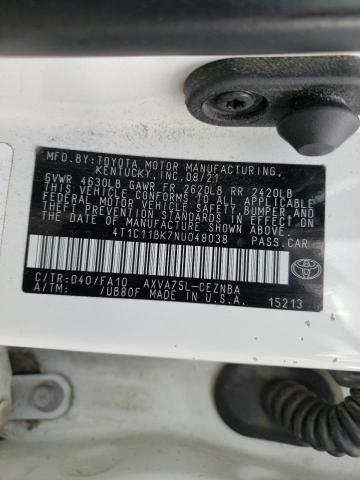 MFD.BY:TOYOTA MOTOR MANUFACTURING,
KENTUCKY,INC.08/21
GVWR 4630LB GAWR FR 2620LB RR 2420LB
THIS VEHICLE CONFORMS TO ALL APPLICABLE
FEDERAL MOTOR VEHICLE SAFETY,
BUMPER, AND THEFT PREVENTION STANDARDS
IN EFFECT ON THE DATE OF MANUFACTURE
SHOWN ABOVE.
4T1C11BK7NU048038 PASS.CAR
C/TR:040/FA10 AXVA75L-CEZNBA
A/TM: /UB80F MADE IN U.S.A. 15213